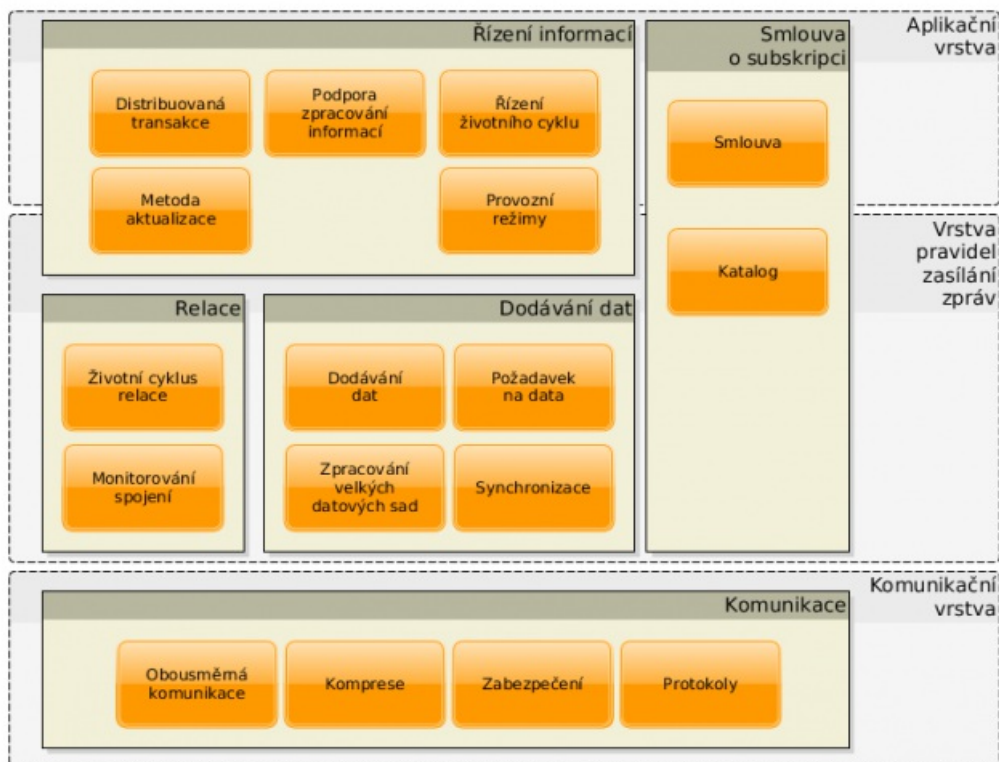 Aplikační
vrstva
Řízení informací
Distribuovaná
transakce
Podpora
zpracování
informací
Řízení
životního cyklu
Metoda
aktualizace
Provozní
režimy
Smlouva
o subskripci
Smlouva
Katalog
Vrstva
pravidel
zasílání
zpráv
Relace
Životní cyklus
relace
Monitorování
spojení
Dodávání dat
Dodávání
dat
Požadavek
na data
Zpracování
velkých
datových sad
Synchronizace
Komunikační
vrstva
Komunikace
Obousměrná
komunikace
Komprese
Zabezpečení
Protokoly